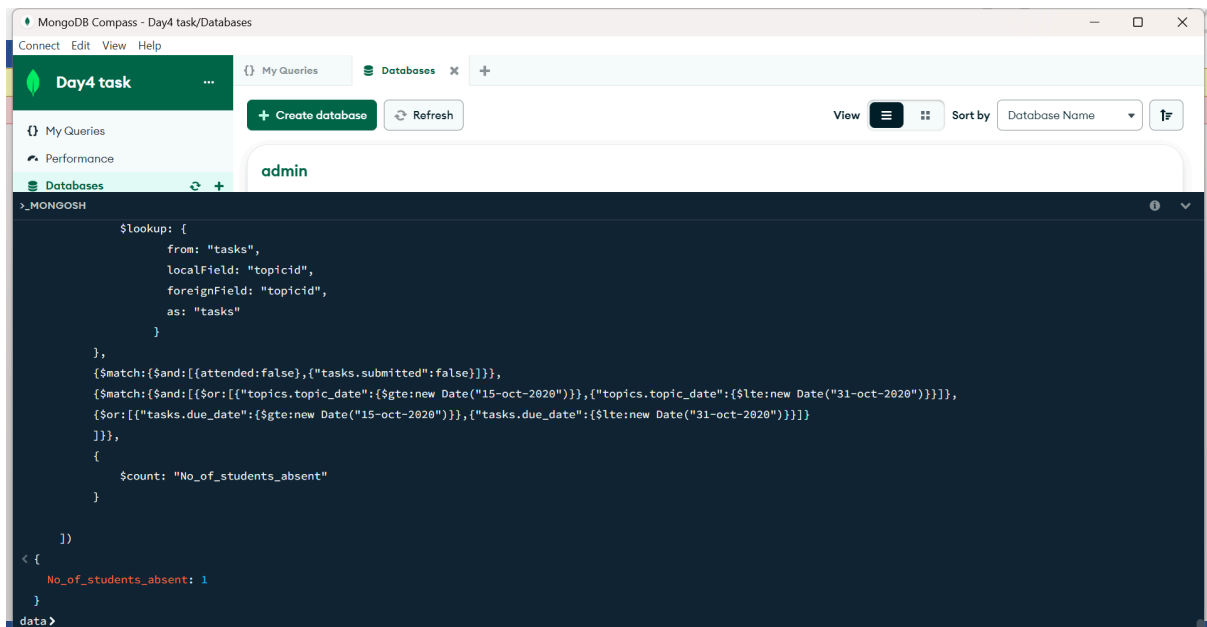 MongoDB Compass - Day4 task/Databases
Connect Edit View Help
Day4 task ...
{} My Queries
Databases
+ Create database
Refresh
View
Sort by
Database Name
{} My Queries
Performance
Databases
admin
>_MONGOSH
$lookup: {
from: "tasks",
localField: "topicid",
foreignField: "topicid",
as: "tasks"
}
},
{$match:{$and:[{attended:false},{"tasks.submitted":false}]}},
{$match:{$and:[{$or:[{"topics.topic_date":{$gte:new Date("15-oct-2020")}},{"topics.topic_date":{$lte:new Date("31-oct-2020")}}]},
{$or:[{"tasks.due_date":{$gte:new Date("15-oct-2020")}},{"tasks.due_date":{$lte:new Date("31-oct-2020")}}]}
]}},
{
$count: "No_of_students_absent"
}
])
< {
No_of_students_absent: 1
}
data>